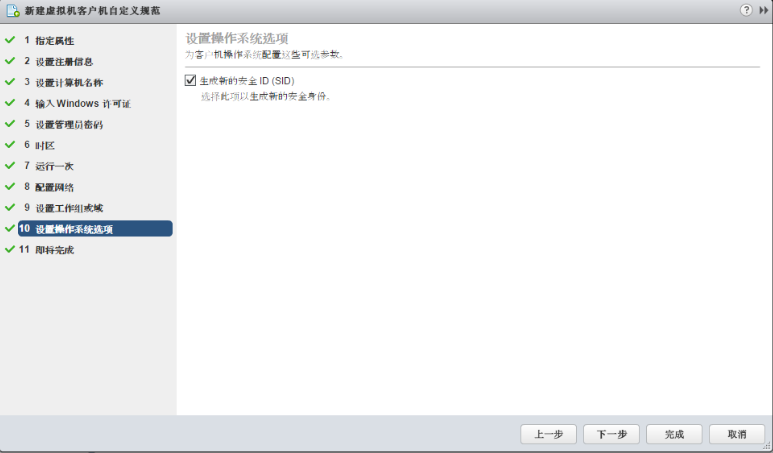 新建虚拟机客户机自定义规范
?
1 指定属性
2 设置注册信息
3 设置计算机名称
4 输入 Windows 许可证
5 设置管理员密码
6 时区
7 运行一次
8 配置网络
9 设置工作组或域
10 设置操作系统选项
11 即将完成
设置操作系统选项
为客户机操作系统配置这些可选参数。
生成新的安全 ID (SID)
选择此项以生成新的安全身份。
上一步 下一步 完成 取消